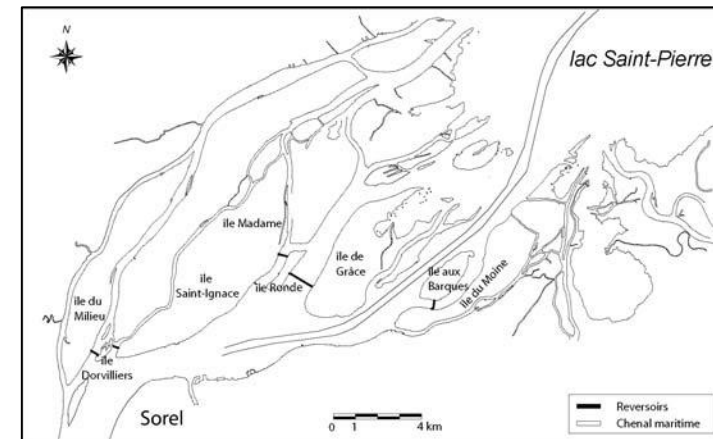 N
lac Saint-Pierre
île Madame
île de
Grâce
île
Saint-Ignace
île Ronde
île aux
Barques
île du Moine
île du
Milieu
île
Dorvilliers
Sorel
0 1 4 km
Reversoirs
Chenal maritime